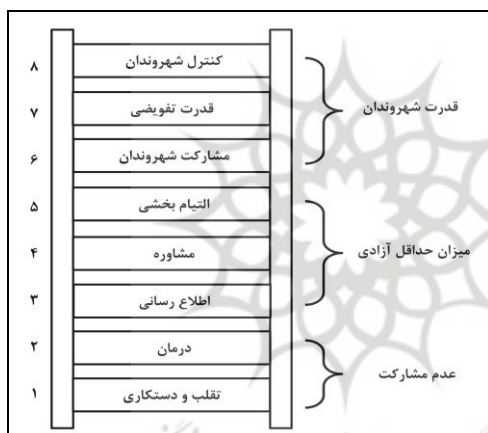 ۸ کنترل شهروندان
۷ قدرت تفویضی
۶ مشارکت شهروندان
قدرت شهروندان
۵ التیام بخشی
۴ مشاوره
۳ اطلاع رسانی
میزان حداقل آزادی
۲ درمان
۱ تقلب و دستکاری
عدم مشارکت